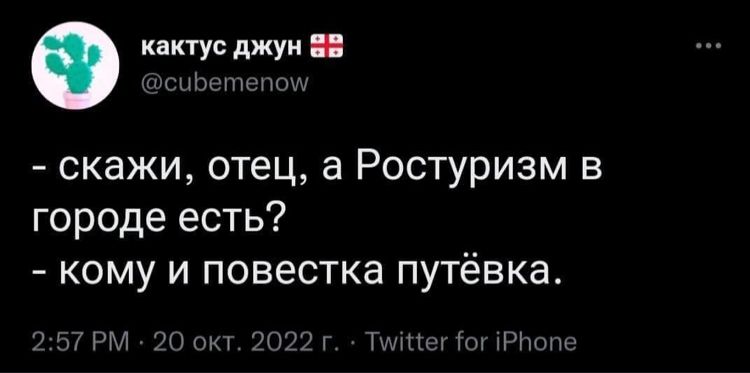 кактус джун 🇬🇪
@cubemenow
- скажи, отец, а Ростуризм в
городе есть?
- кому и повестка путёвка.
2:57 PM · 20 окт. 2022 г. · Twitter for iPhone